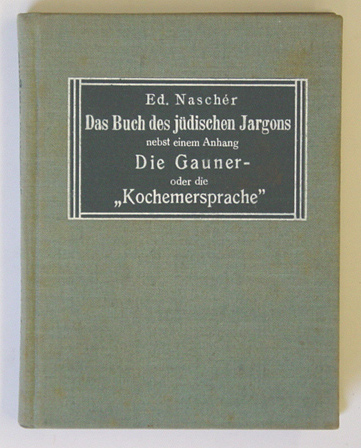 Ed. Naschér
Das Buch des jüdischen Jargons
nebst einem Anhang
Die Gauner-
oder die
„Kochemersprache"